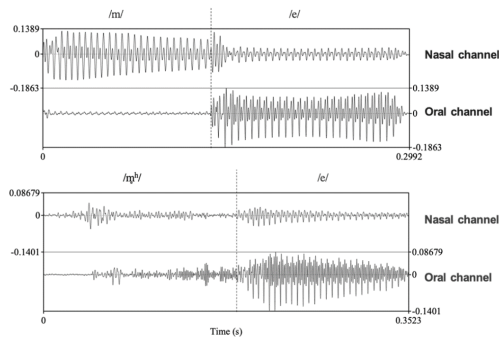 /m/ /e/
0.1389
0
Nasal channel
-0.1863 0.1389
0 Oral channel
-0.1863
0 0.2992
/m̥ʰ/ /e/
0.08679
0
Nasal channel
-0.1401 0.08679
0 Oral channel
-0.1401
0 0.3523
Time (s)